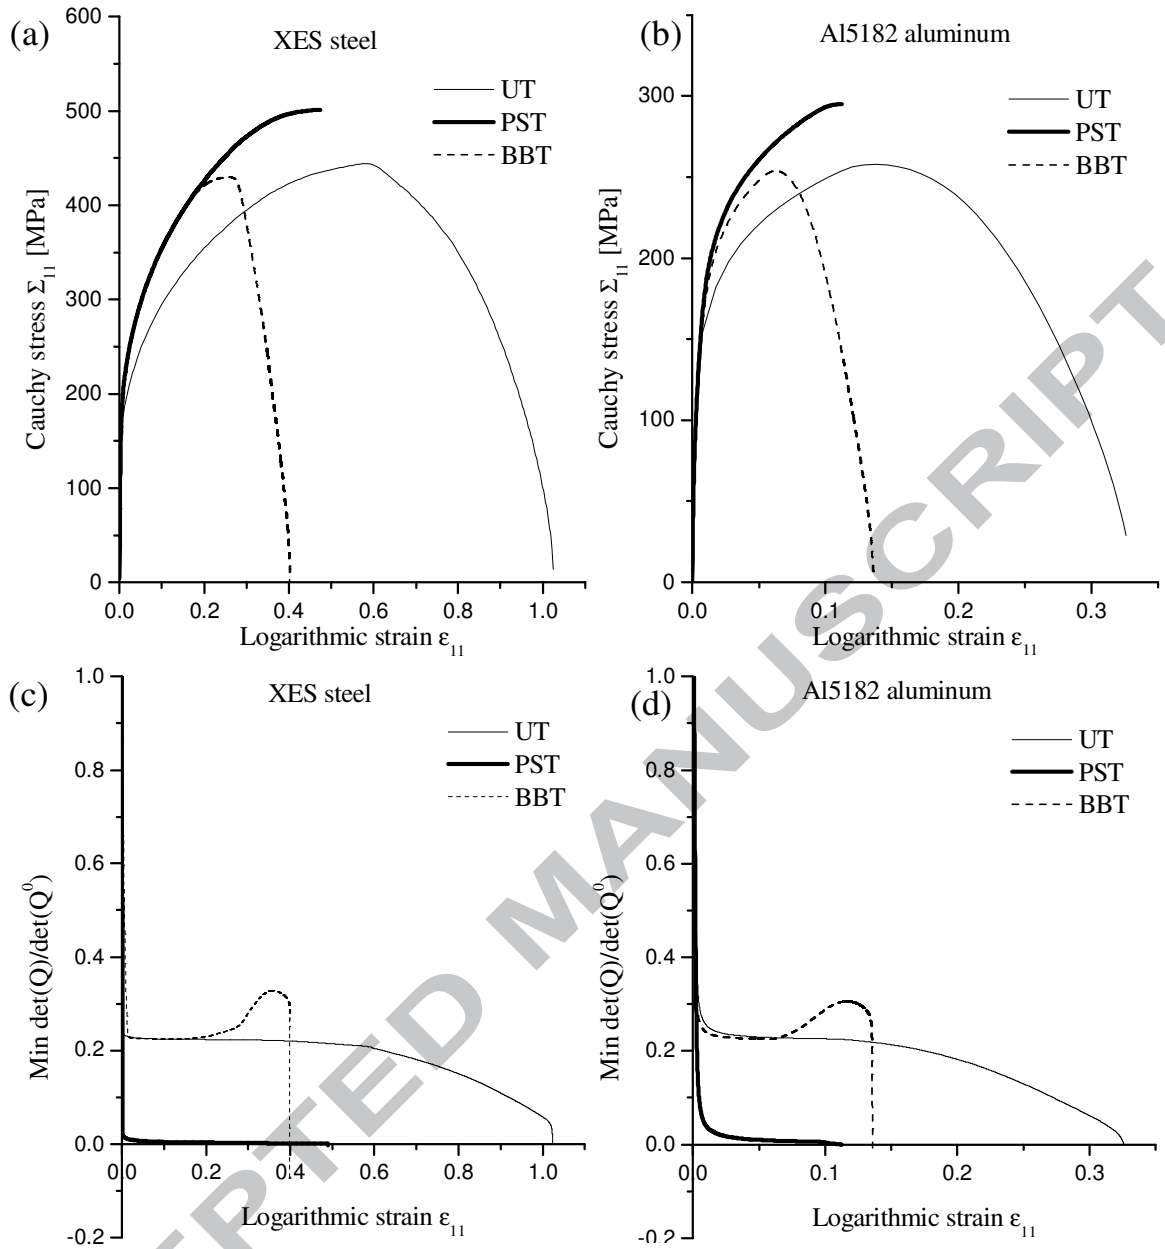 (a)
XES steel
UT
PST
BBT
Cauchy stress Σ11 [MPa]
600
500
400
300
200
100
0
0.0 0.2 0.4 0.6 0.8 1.0
Logarithmic strain ε11
(b)
Al5182 aluminum
UT
PST
BBT
Cauchy stress Σ11 [MPa]
300
200
100
0
0.0 0.1 0.2 0.3
Logarithmic strain ε11
(c)
XES steel
UT
PST
BBT
Min det(Q)/det(Q⁰)
1.0
0.8
0.6
0.4
0.2
0.0
-0.2
0.0 0.2 0.4 0.6 0.8 1.0
Logarithmic strain ε11
(d)
Al5182 aluminum
UT
PST
BBT
Min det(Q)/det(Q⁰)
1.0
0.8
0.6
0.4
0.2
0.0
-0.2
0.0 0.1 0.2 0.3
Logarithmic strain ε11
EPTED MANUSCRIPT